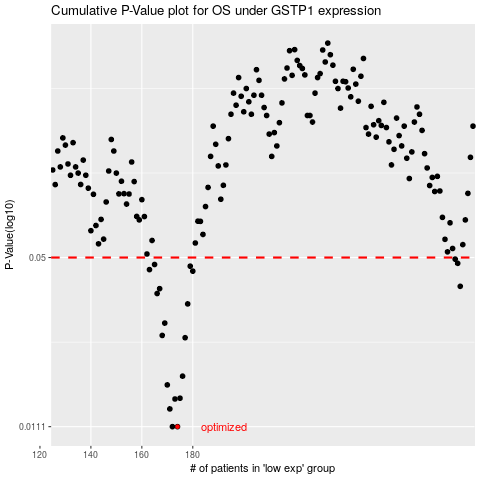 Cumulative P-Value plot for OS under GSTP1 expression
P-Value(log10)
0.05
0.0111
optimized
120 140 160 180
# of patients in 'low exp' group